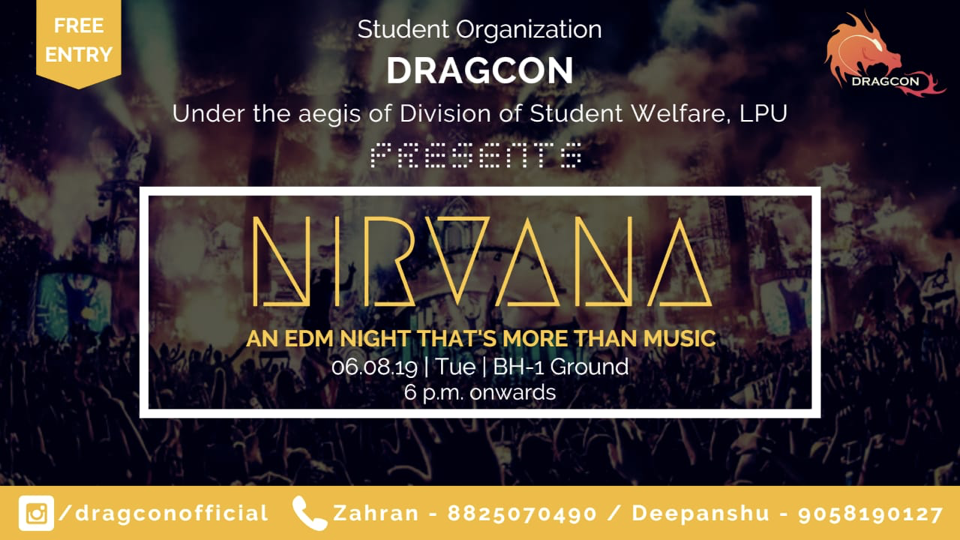 FREE
ENTRY
Student Organization
DRAGCON
DRAGCON
Under the aegis of Division of Student Welfare, LPU
PRESENTS
NIRVANA
AN EDM NIGHT THAT'S MORE THAN MUSIC
06.08.19 | Tue | BH-1 Ground
6 p.m. onwards
/dragconofficial
Zahran - 8825070490 / Deepanshu - 9058190127